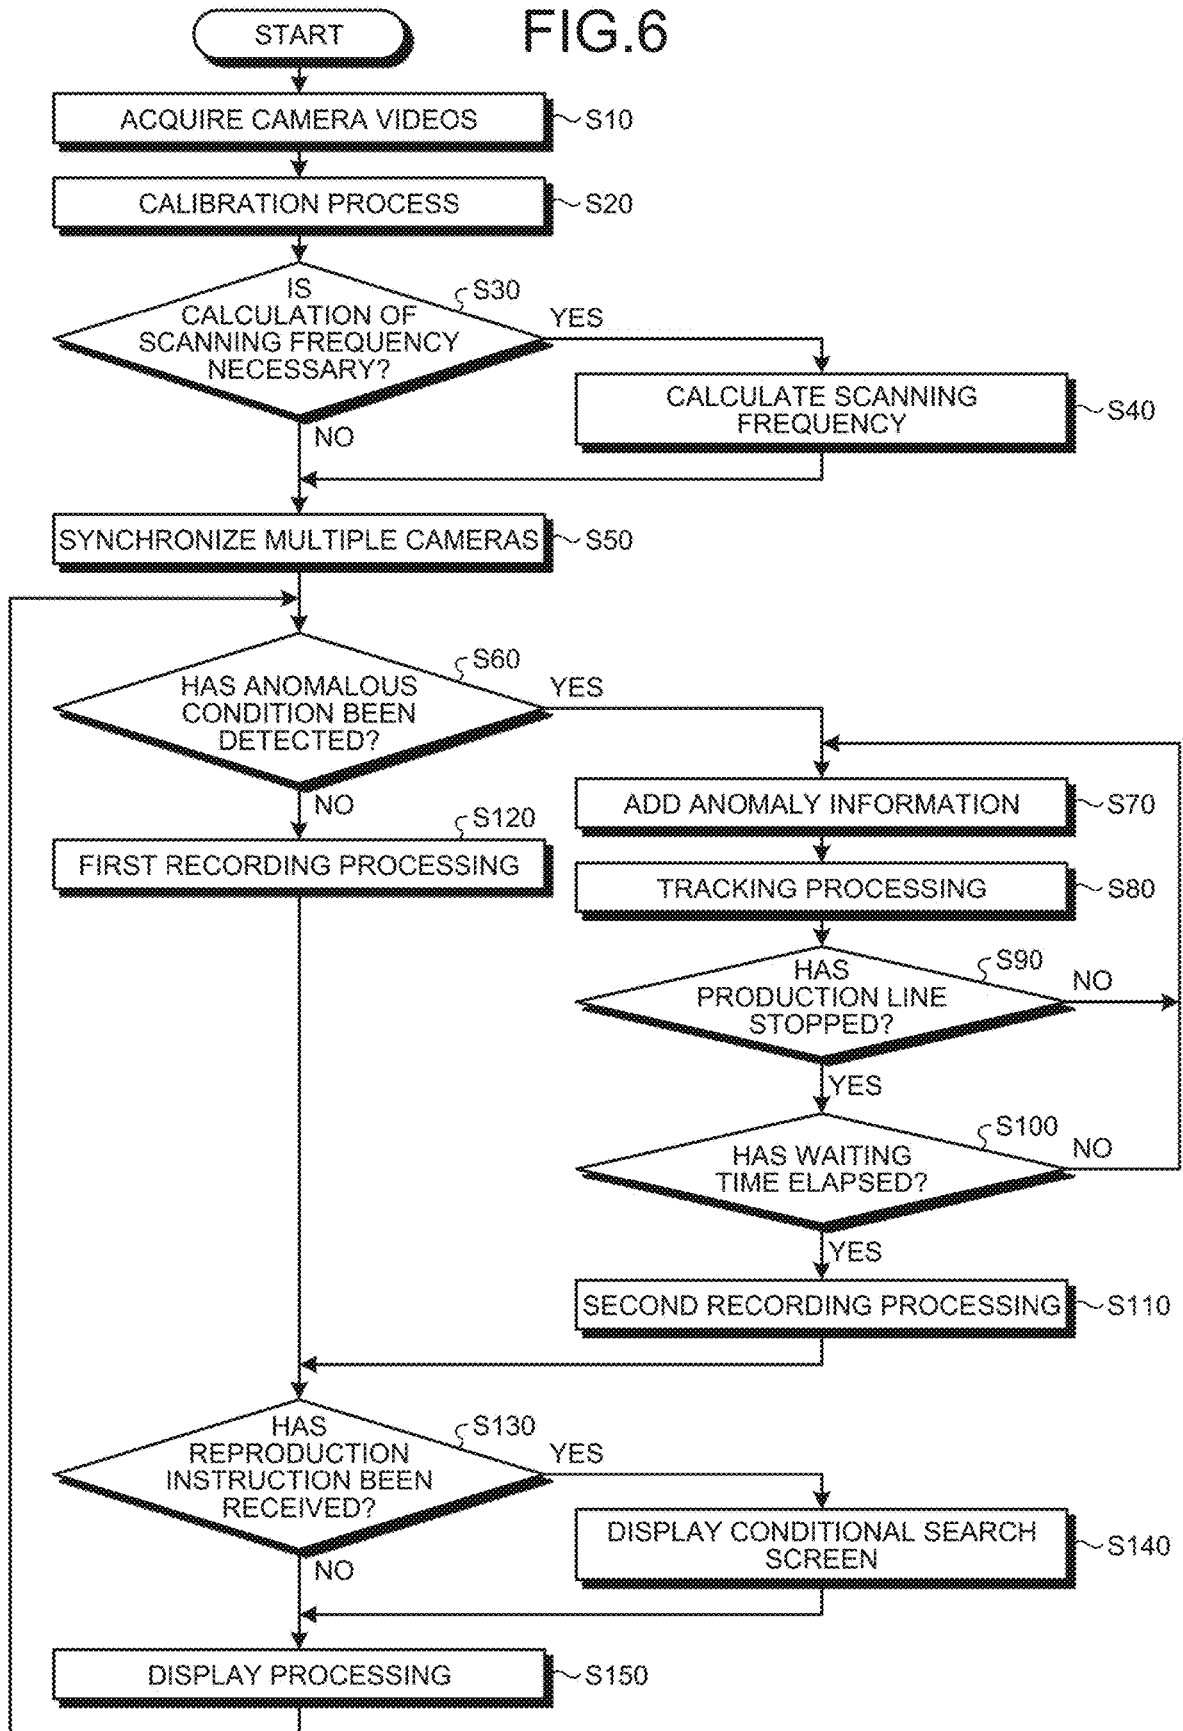 FIG.6
START
ACQUIRE CAMERA VIDEOS
S10
CALIBRATION PROCESS
S20
IS
CALCULATION OF
SCANNING FREQUENCY
NECESSARY?
S30
YES
NO
CALCULATE SCANNING
FREQUENCY
S40
SYNCHRONIZE MULTIPLE CAMERAS
S50
HAS ANOMALOUS
CONDITION BEEN
DETECTED?
S60
YES
NO
ADD ANOMALY INFORMATION
S70
FIRST RECORDING PROCESSING
S120
TRACKING PROCESSING
S80
HAS
PRODUCTION LINE
STOPPED?
S90
NO
YES
HAS WAITING
TIME ELAPSED?
S100
NO
YES
SECOND RECORDING PROCESSING
S110
HAS
REPRODUCTION
INSTRUCTION BEEN
RECEIVED?
S130
YES
NO
DISPLAY CONDITIONAL SEARCH
SCREEN
S140
DISPLAY PROCESSING
S150